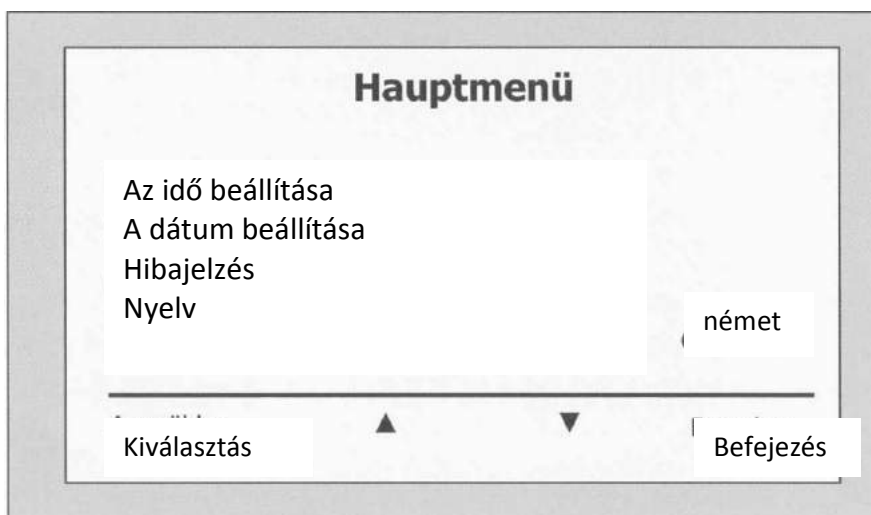 Hauptmenü
Az idő beállítása
A dátum beállítása
Hibajelzés
Nyelv
német
▲ ▼
Kiválasztás Befejezés